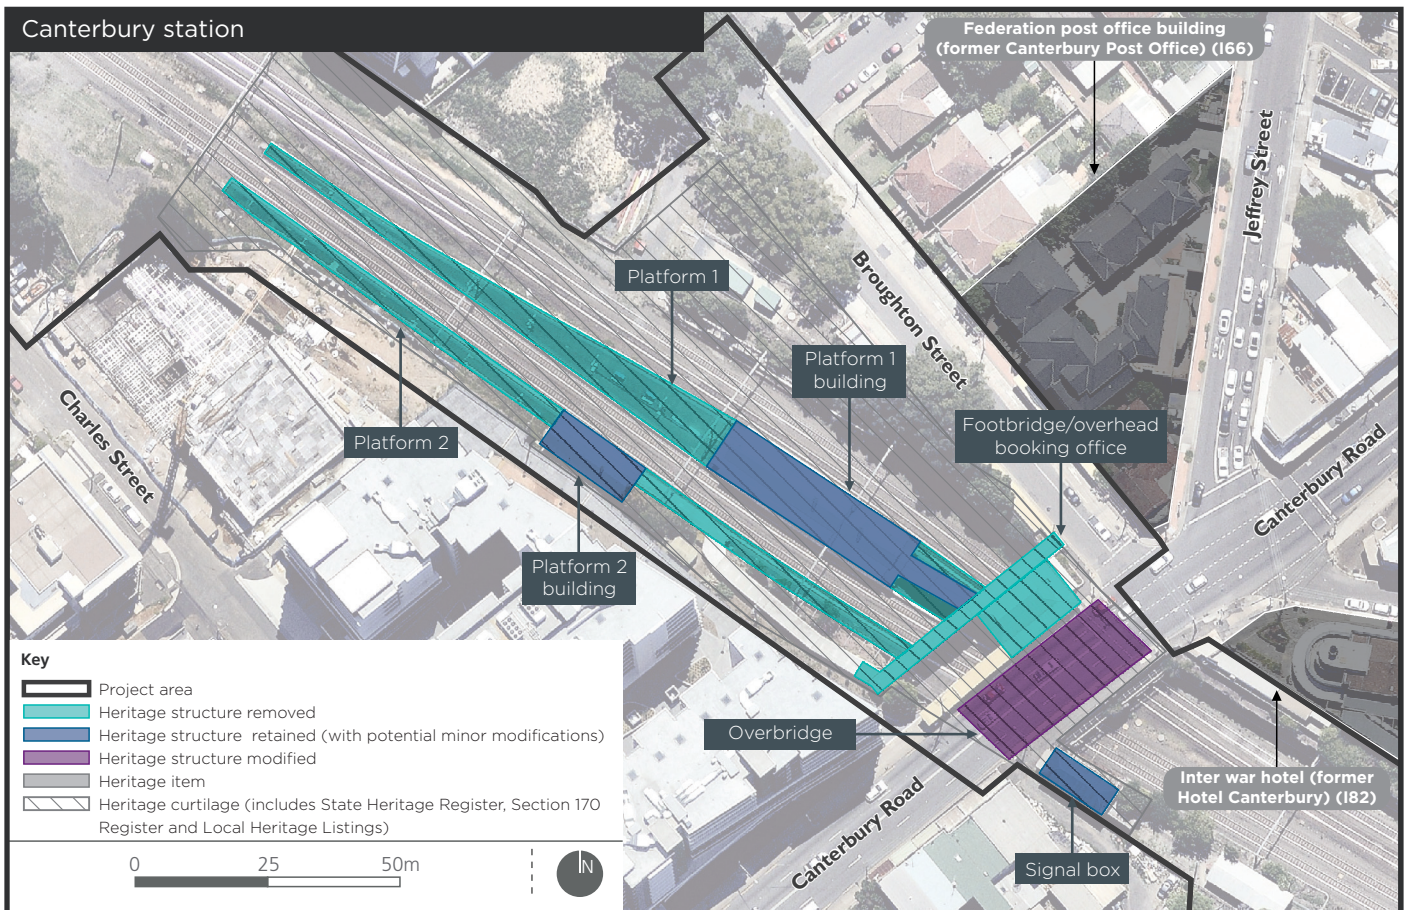 Canterbury station
Federation post office building
(former Canterbury Post Office) (I66)
Jeffrey Street
Platform 1
Broughton Street
Platform 1
building
Charles Street
Platform 2
Footbridge/overhead
booking office
Canterbury Road
Platform 2
building
Overbridge
Inter war hotel (former
Hotel Canterbury) (I82)
Canterbury Road
Signal box
Key
Project area
Heritage structure removed
Heritage structure retained (with potential minor modifications)
Heritage structure modified
Heritage item
Heritage curtilage (includes State Heritage Register, Section 170
Register and Local Heritage Listings)
0 25 50m
N